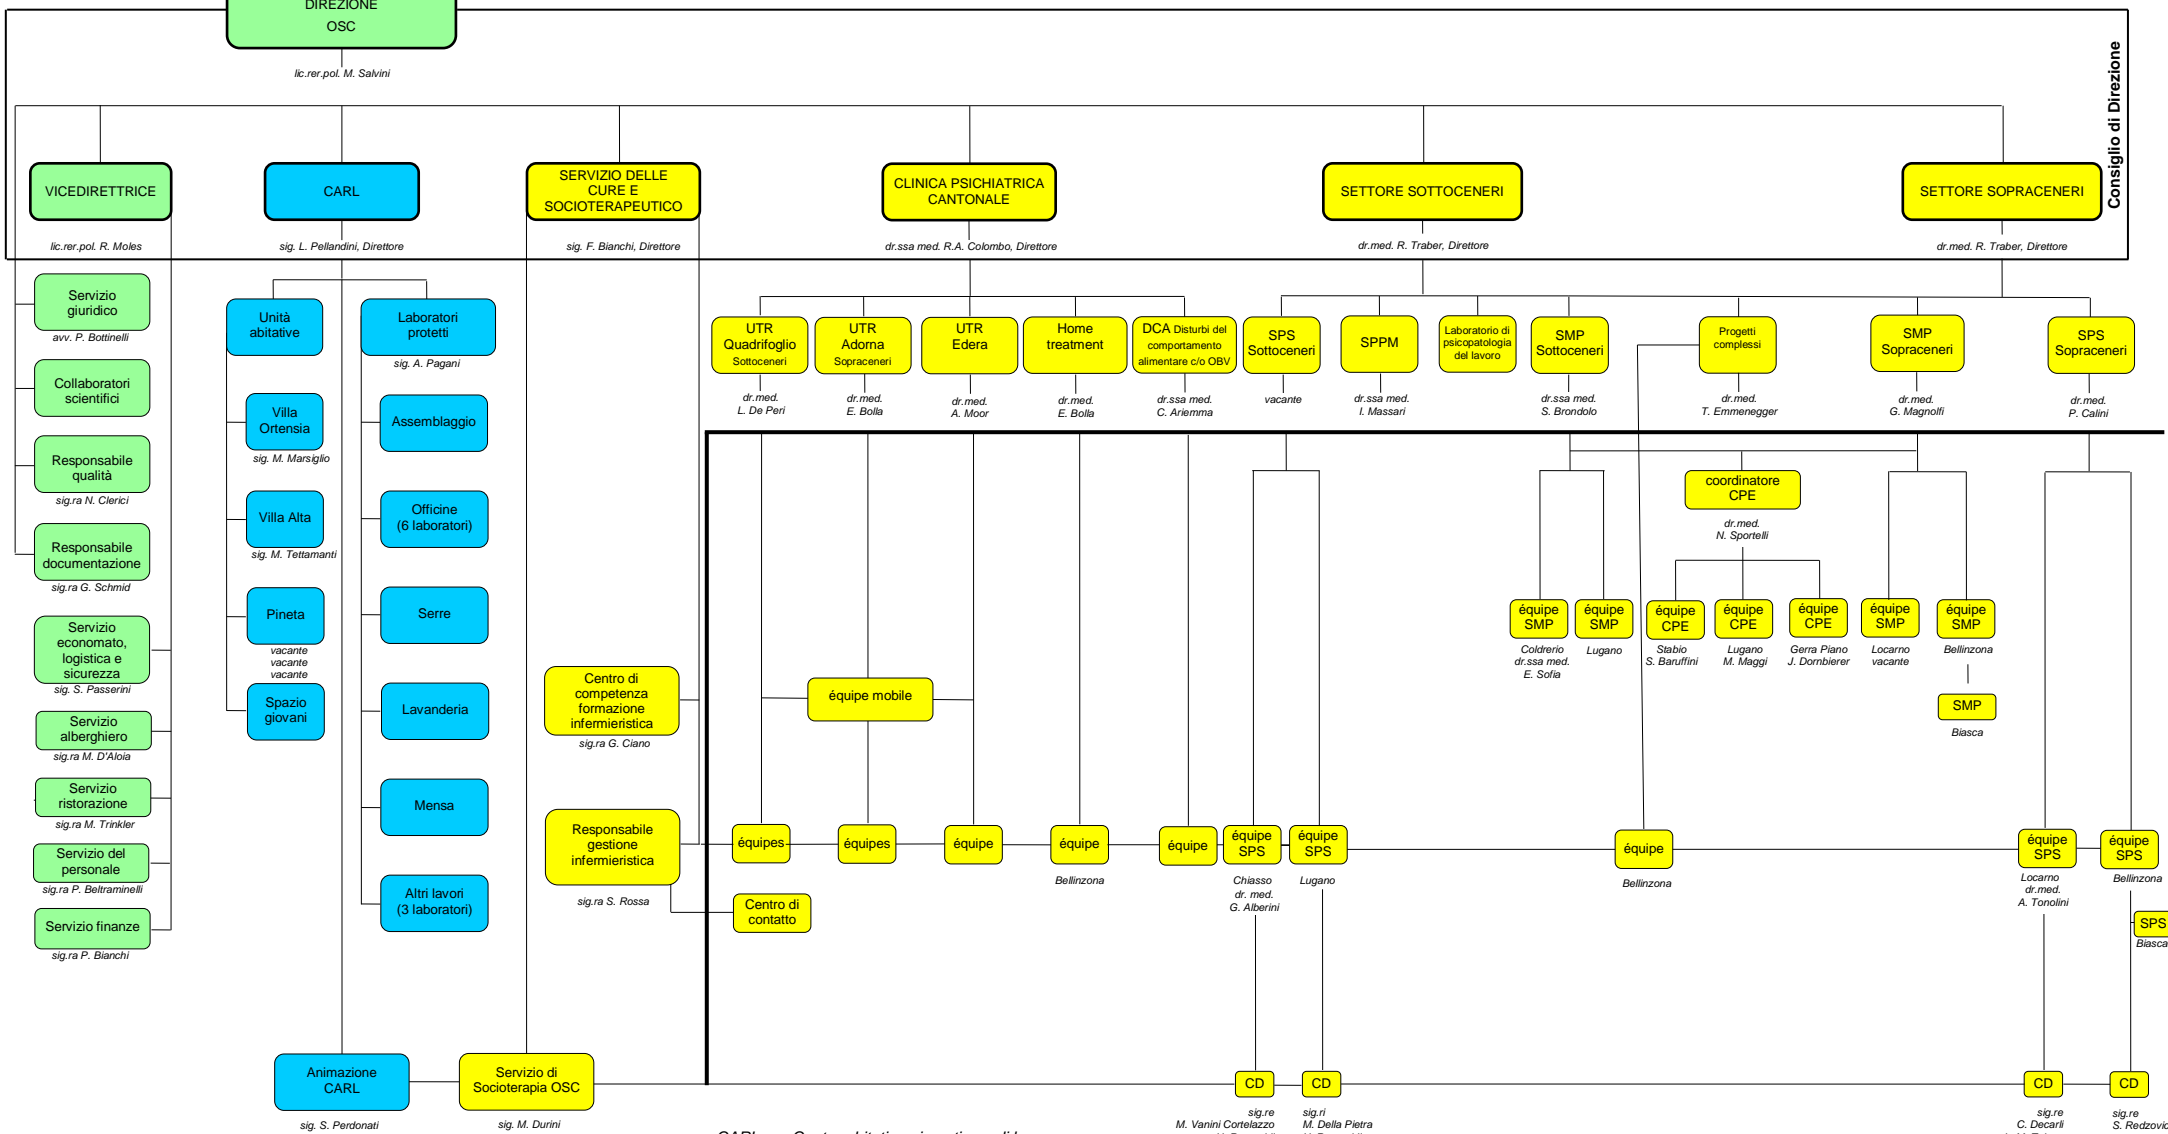 DIREZIONE
OSC
lic.rer.pol. M. Salvini
Consiglio di Direzione
VICEDIRETTRICE
lic.rer.pol. R. Moles
CARL
sig. L. Pellandini, Direttore
SERVIZIO DELLE
CURE E
SOCIOTERAPEUTICO
sig. F. Bianchi, Direttore
CLINICA PSICHIATRICA
CANTONALE
dr.ssa med. R.A. Colombo, Direttore
SETTORE SOTTOCENERI
dr.med. R. Traber, Direttore
SETTORE SOPRACENERI
dr.med. R. Traber, Direttore
Servizio
giuridico
avv. P. Bottinelli
Collaboratori
scientifici
Responsabile
qualità
sig.ra N. Clerici
Responsabile
documentazione
sig.ra G. Schmid
Servizio
economato,
logistica e
sicurezza
sig. S. Passerini
Servizio
alberghiero
sig.ra M. D'Aloia
Servizio
ristorazione
sig.ra M. Trinkler
Servizio del
personale
sig.ra P. Beltraminelli
Servizio finanze
sig.ra P. Bianchi
Unità
abitative
Villa
Ortensia
sig. M. Marsiglio
Villa Alta
sig. M. Tettamanti
Pineta
vacante
vacante
vacante
Spazio
giovani
Laboratori
protetti
sig. A. Pagani
Assemblaggio
Officine
(6 laboratori)
Serre
Lavanderia
Mensa
Altri lavori
(3 laboratori)
Animazione
CARL
sig. S. Perdonati
Servizio di
Socioterapia OSC
sig. M. Durini
Centro di
competenza
formazione
infermieristica
sig.ra G. Ciano
Responsabile
gestione
infermieristica
sig.ra S. Rossa
Centro di
contatto
UTR
Quadrifoglio
Sottoceneri
dr.med.
L. De Peri
UTR
Adorna
Sopraceneri
dr.med.
E. Bolla
UTR
Edera
dr.med.
A. Moor
Home
treatment
dr.med.
E. Bolla
DCA Disturbi del
comportamento
alimentare c/o OBV
dr.ssa med.
C. Ariemma
SPS
Sottoceneri
vacante
SPPM
dr.ssa med.
I. Massari
Laboratorio di
psicopatologia
del lavoro
SMP
Sottoceneri
dr.ssa med.
S. Brondolo
Progetti
complessi
dr.med.
T. Emmenegger
SMP
Sopraceneri
dr.med.
G. Magnolfi
SPS
Sopraceneri
dr.med.
P. Calini
coordinatore
CPE
dr.med.
N. Sportelli
équipe
SMP
Coldrerio
dr.ssa med.
E. Sofia
équipe
SMP
Lugano
équipe
CPE
Stabio
S. Baruffini
équipe
CPE
Lugano
M. Maggi
équipe
CPE
Gerra Piano
J. Dornbierer
équipe
SMP
Locarno
vacante
équipe
SMP
Bellinzona
SMP
Biasca
équipe mobile
équipes
équipes
équipe
équipe
Bellinzona
équipe
équipe
SPS
Chiasso
dr. med.
G. Alberini
équipe
SPS
Lugano
équipe
Bellinzona
équipe
SPS
Locarno
dr.med.
A. Tonolini
équipe
SPS
Bellinzona
SPS
Biasca
CD
sig.re
M. Vanini Cortelazzo
CD
sig.ri
M. Della Pietra
CD
sig.re
C. Decarli
CD
sig.re
S. Redzovic